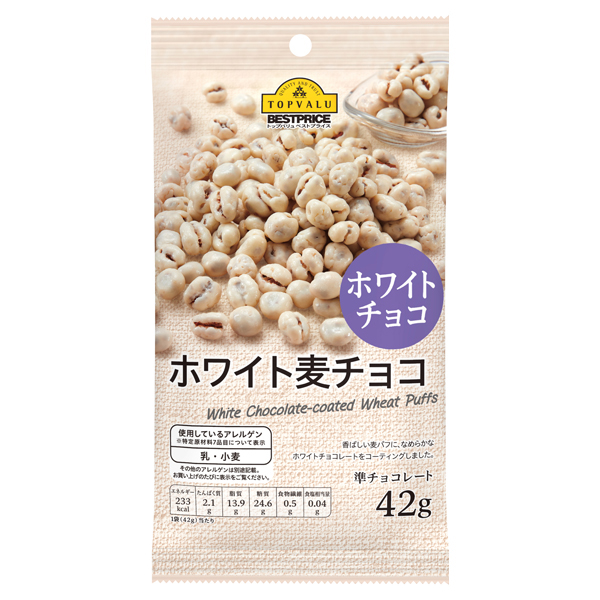 QUALITY AND TRUST
TOPVALU
BESTPRICE
トップバリュ ベストプライス
ホワイト
チョコ
ホワイト麦チョコ
White Chocolate-coated Wheat Puffs
使用しているアレルゲン
※特定原材料7品目について表示
乳・小麦
その他のアレルゲンは別途記載。
お買い上げのたびに表示をご覧ください。
香ばしい麦パフに、なめらかな
ホワイトチョコレートをコーティングしました。
準チョコレート
42g
エネルギー たんぱく質 脂質 糖質 食物繊維 食塩相当量
233 kcal 2.1 g 13.9 g 24.6 g 0.5 g 0.04 g
1袋(42g)当たり